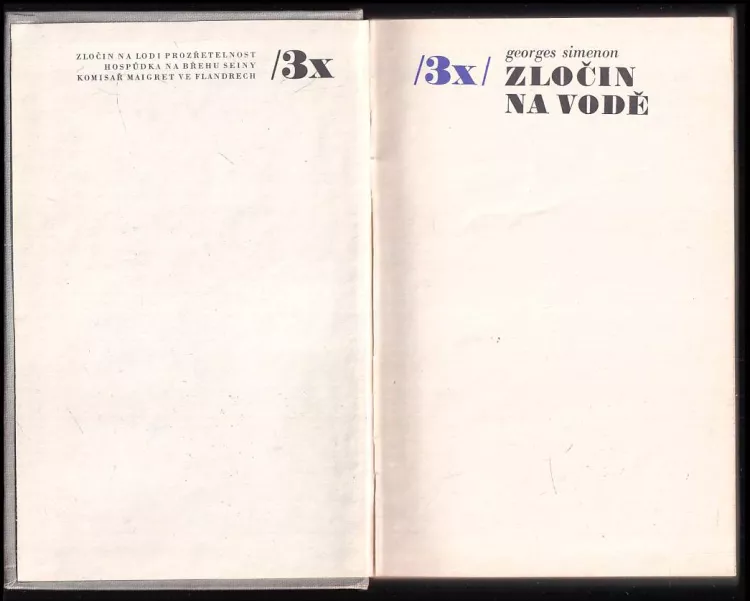 ZLOČIN NA LODI PROZŘETELNOST
HOSPŮDKA NA BŘEHU SEINY
KOMISAŘ MAIGRET VE FLANDRECH
/3x
/3x/
georges simenon
ZLOČIN
NA VODĚ